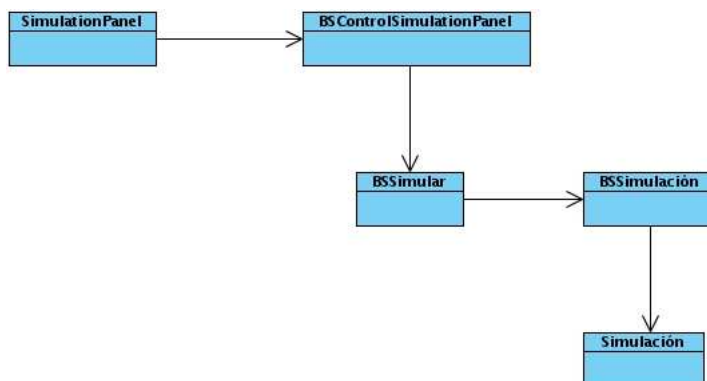 SimulationPanel
BSControlSimulationPanel
BSSimular
BSSimulación
Simulación